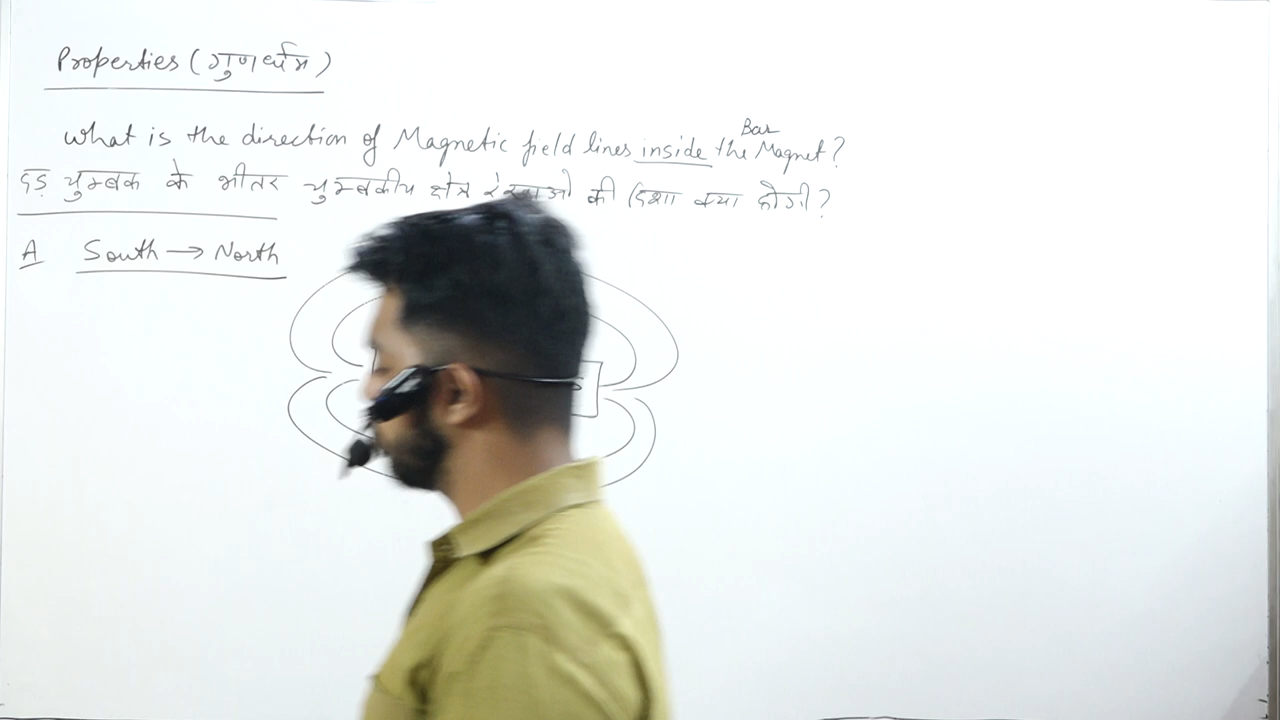 Properties (गुणधर्म)
What is the direction of Magnetic field lines inside the Bar Magnet?
दंड चुम्बक के भीतर चुम्बकीय क्षेत्र रेखाओ की दिशा क्या होगी?
A South → North